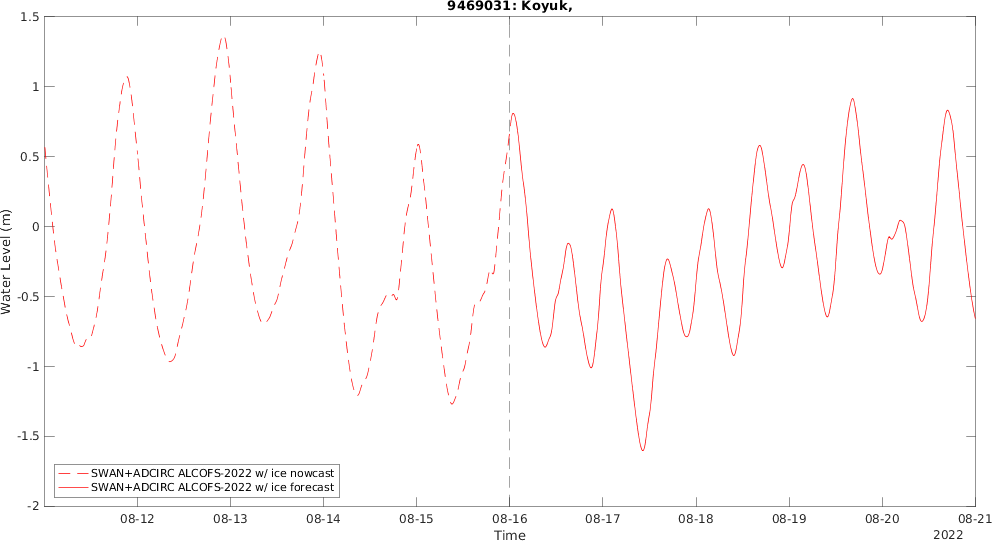 9469031: Koyuk,
1.5
1
0.5
0
-0.5
-1
-1.5
-2
Water Level (m)
SWAN+ADCIRC ALCOFS-2022 w/ ice nowcast
SWAN+ADCIRC ALCOFS-2022 w/ ice forecast
08-12 08-13 08-14 08-15 08-16 08-17 08-18 08-19 08-20 08-21
Time
2022